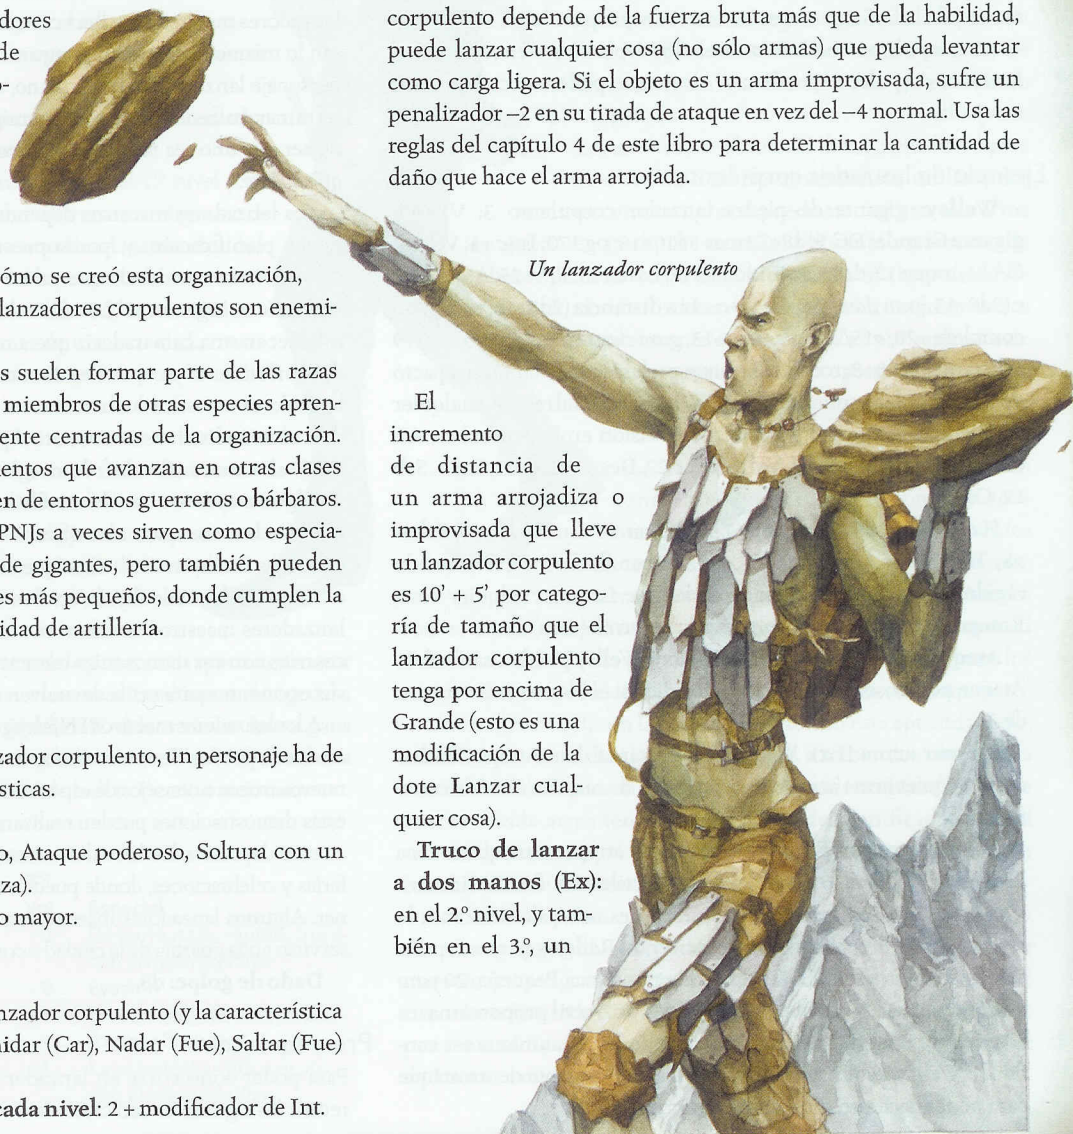 dores
de
o-
cómo se creó esta organización,
lanzadores corpulentos son enemi-
s suelen formar parte de las razas
miembros de otras especies apren-
ente centradas de la organización.
entos que avanzan en otras clases
en de entornos guerreros o bárbaros.
PNJs a veces sirven como especia-
de gigantes, pero también pueden
es más pequeños, donde cumplen la
idad de artillería.
zador corpulento, un personaje ha de
sticas.
o, Ataque poderoso, Soltura con un
za).
o mayor.
nzador corpulento (y la característica
nidar (Car), Nadar (Fue), Saltar (Fue)
cada nivel: 2 + modificador de Int.
corpulento depende de la fuerza bruta más que de la habilidad,
puede lanzar cualquier cosa (no sólo armas) que pueda levantar
como carga ligera. Si el objeto es un arma improvisada, sufre un
penalizador –2 en su tirada de ataque en vez del –4 normal. Usa las
reglas del capítulo 4 de este libro para determinar la cantidad de
daño que hace el arma arrojada.
Un lanzador corpulento
El
incremento
de distancia de
un arma arrojadiza o
improvisada que lleve
un lanzador corpulento
es 10' + 5' por catego-
ría de tamaño que el
lanzador corpulento
tenga por encima de
Grande (esto es una
modificación de la
dote Lanzar cual-
quier cosa).
Truco de lanzar
a dos manos (Ex):
en el 2.º nivel, y tam-
bién en el 3.º, un